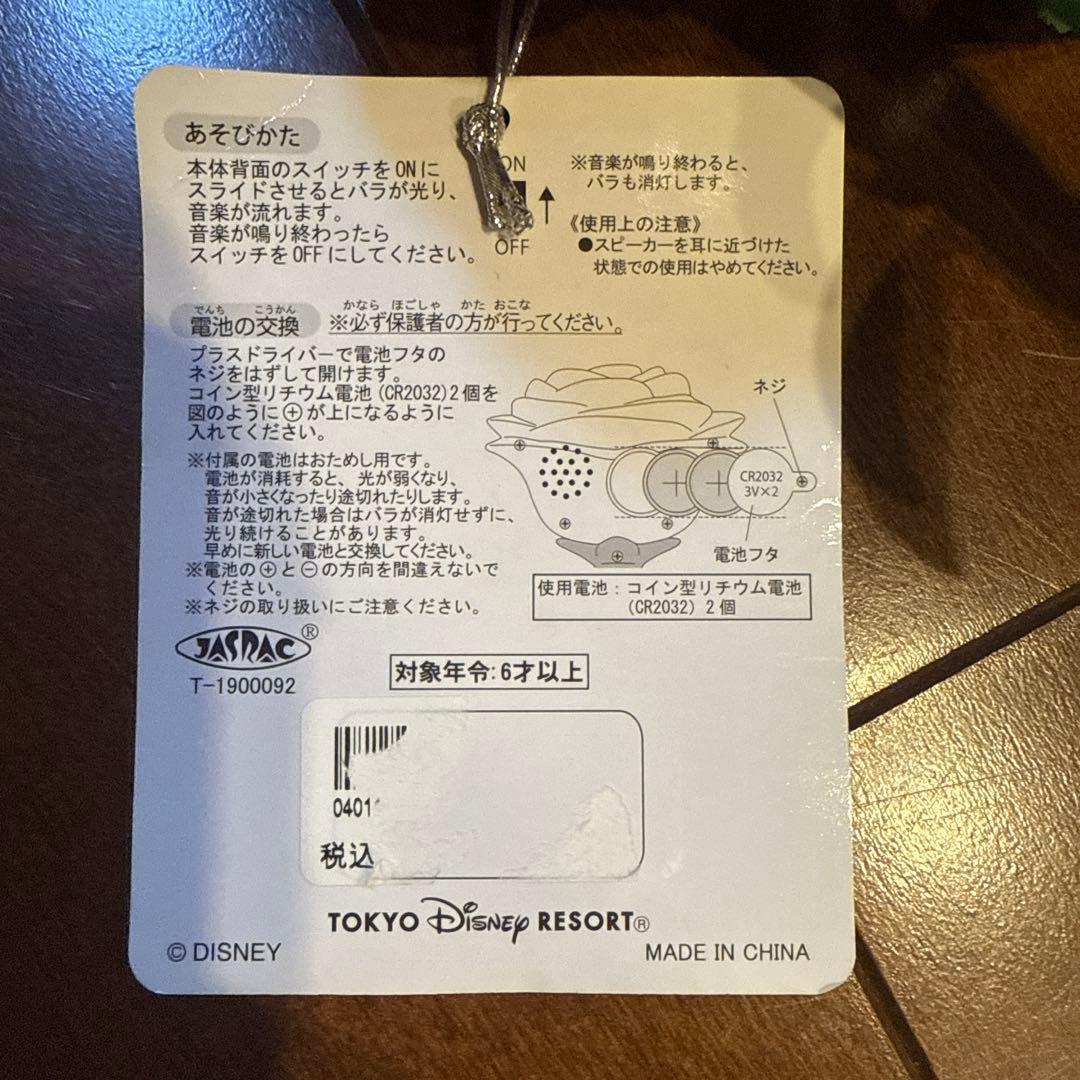 あそびかた
本体背面のスイッチをONに
スライドさせるとバラが光り、
音楽が流れます。
音楽が鳴り終わったら
スイッチをOFFにしてください。
ON
OFF
※音楽が鳴り終わると、
バラも消灯します。
《使用上の注意》
●スピーカーを耳に近づけた
状態での使用はやめてください。
でんち こうかん
電池の交換
かなら ほごしゃ かた おこな
※必ず保護者の方が行ってください。
プラスドライバーで電池フタの
ネジをはずして開けます。
コイン型リチウム電池(CR2032)2個を
図のように⊕が上になるように
入れてください。
※付属の電池はおためし用です。
電池が消耗すると、光が弱くなり、
音が小さくなったり途切れたりします。
音が途切れた場合はバラが消灯せずに、
光り続けることがあります。
早めに新しい電池と交換してください。
※電池の⊕と⊖の方向を間違えないで
ください。
※ネジの取り扱いにご注意ください。
ネジ
CR2032
3V×2
電池フタ
使用電池：コイン型リチウム電池
(CR2032) 2個
JASRAC®
T-1900092
対象年令:6才以上
0401
税込
TOKYO Disney RESORT®
© DISNEY
MADE IN CHINA